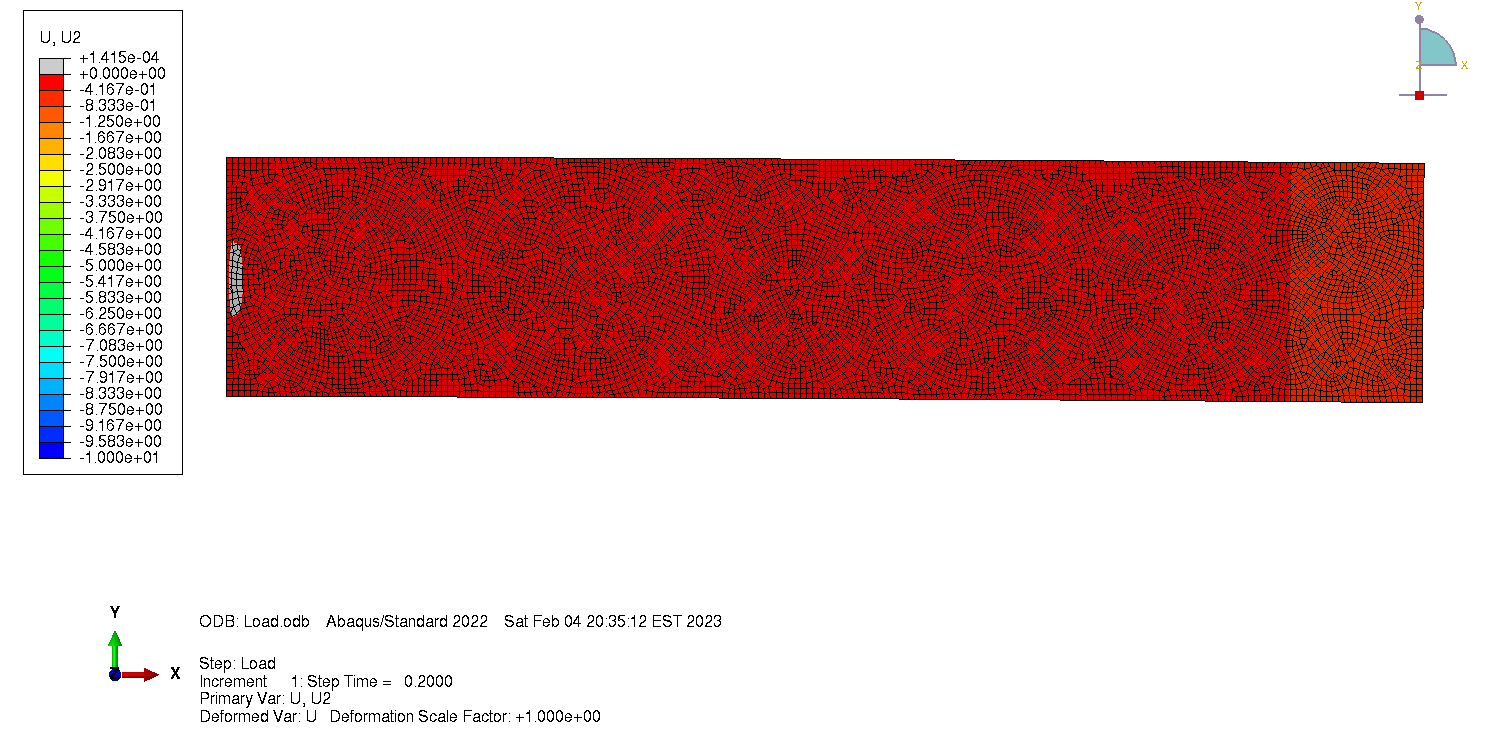 U, U2
+1.415e-04
+0.000e+00
-4.167e-01
-8.333e-01
-1.250e+00
-1.667e+00
-2.083e+00
-2.500e+00
-2.917e+00
-3.333e+00
-3.750e+00
-4.167e+00
-4.583e+00
-5.000e+00
-5.417e+00
-5.833e+00
-6.250e+00
-6.667e+00
-7.083e+00
-7.500e+00
-7.917e+00
-8.333e+00
-8.750e+00
-9.167e+00
-9.583e+00
-1.000e+01
Y
Z X
Y
Z X
ODB: Load.odb Abaqus/Standard 2022 Sat Feb 04 20:35:12 EST 2023
Step: Load
Increment 1: Step Time = 0.2000
Primary Var: U, U2
Deformed Var: U Deformation Scale Factor: +1.000e+00